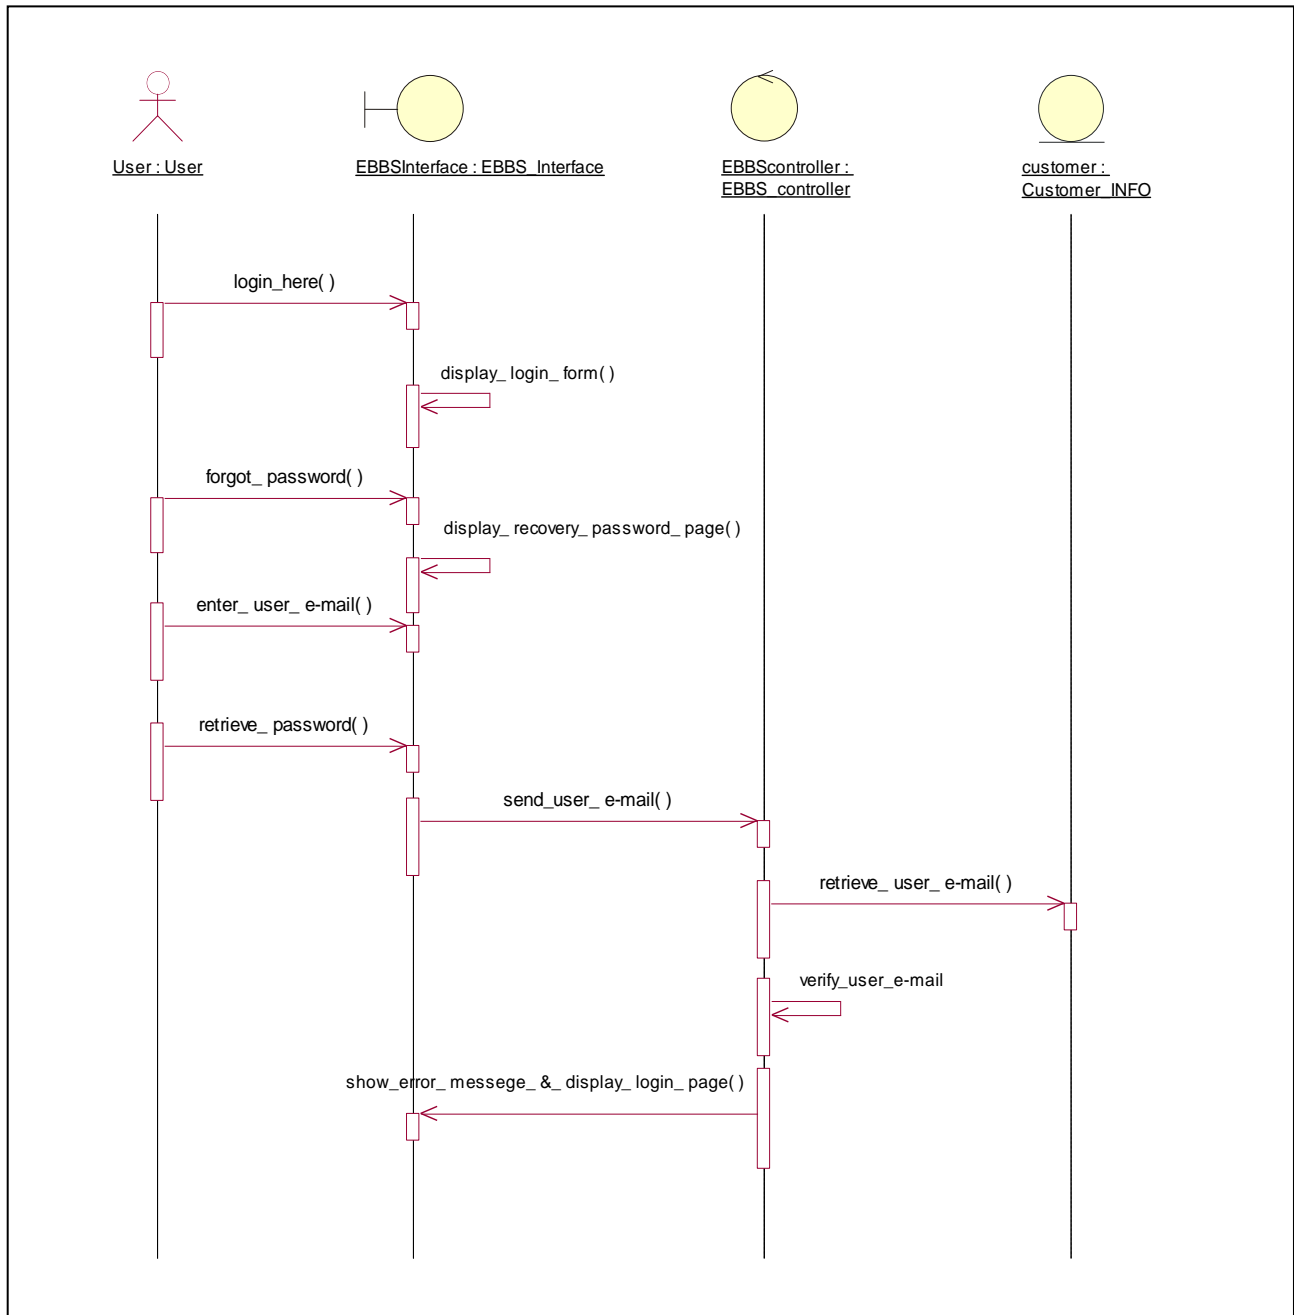 User : User
EBBSInterface : EBBS_Interface
EBBScontroller :
EBBS_controller
customer :
Customer_INFO
login_here( )
display_ login_ form( )
forgot_ password( )
display_ recovery_ password_ page( )
enter_ user_ e-mail( )
retrieve_ password( )
send_user_ e-mail( )
retrieve_ user_ e-mail( )
verify_user_e-mail
show_error_ messege_ &_ display_ login_ page( )